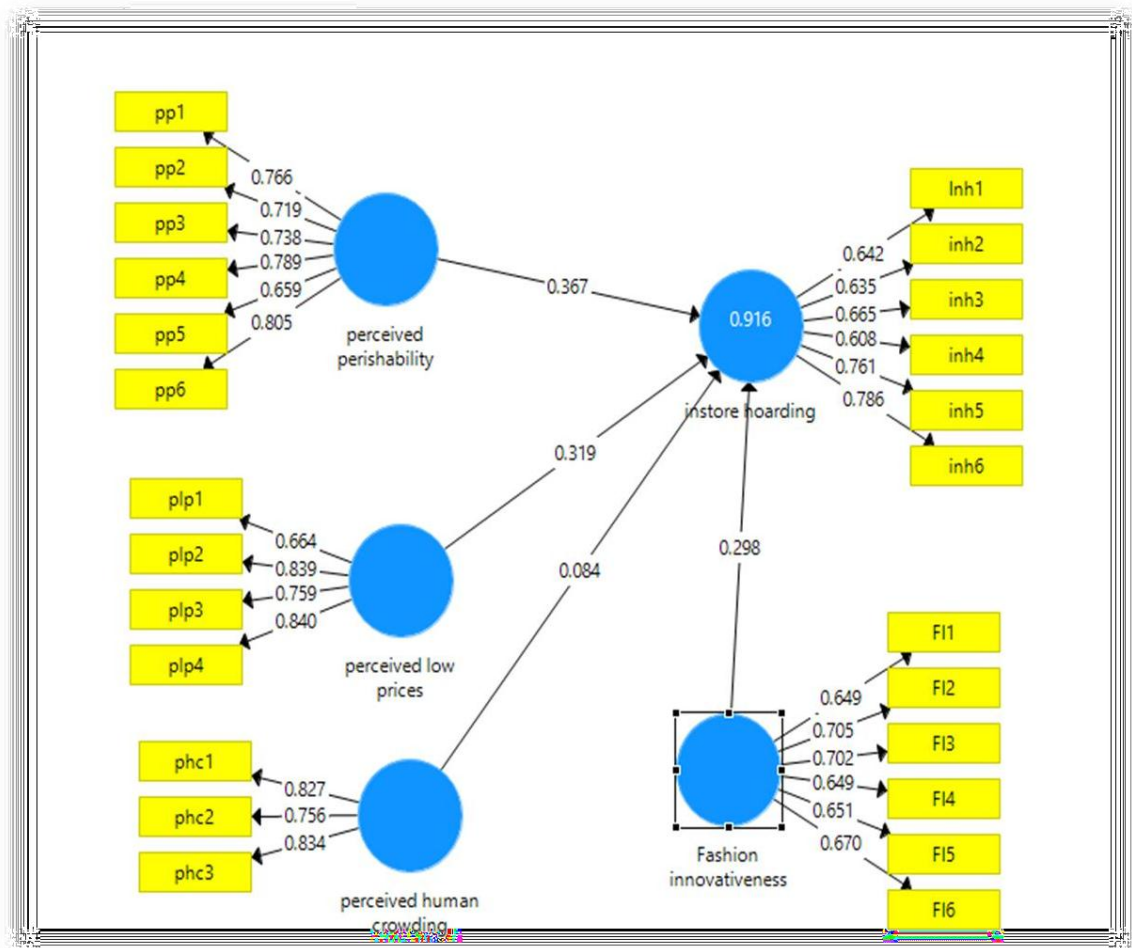 pp1
pp2
pp3
pp4
pp5
pp6
0.766
0.719
0.738
0.789
0.659
0.805
perceived
perishability
0.367
0.916
instore hoarding
0.642
0.635
0.665
0.608
0.761
0.786
Inh1
inh2
inh3
inh4
inh5
inh6
plp1
plp2
plp3
plp4
0.664
0.839
0.759
0.840
perceived low
prices
0.319
0.084
0.298
phc1
phc2
phc3
0.827
0.756
0.834
perceived human
crowding
Fashion
innovativeness
0.649
0.705
0.702
0.649
0.651
0.670
FI1
FI2
FI3
FI4
FI5
FI6